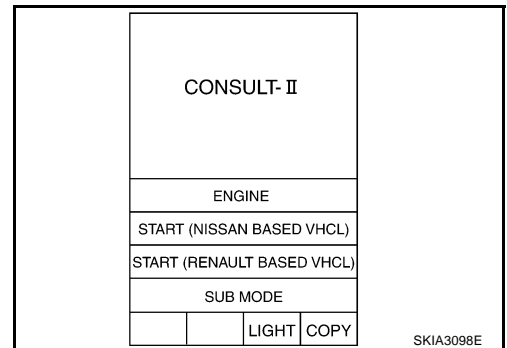 CONSULT-II
ENGINE
START (NISSAN BASED VHCL)
START (RENAULT BASED VHCL)
SUB MODE
LIGHT COPY
SKIA3098E